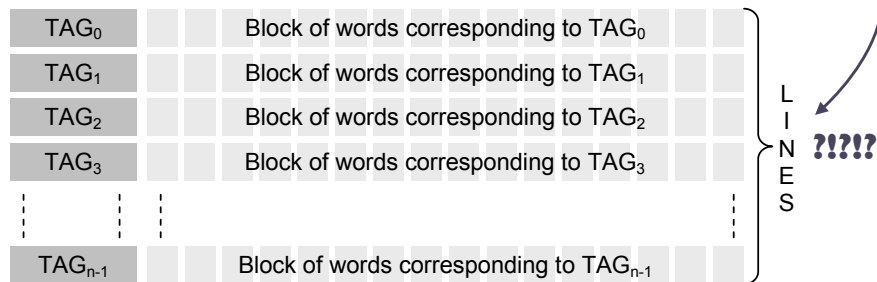 TAG₀ Block of words corresponding to TAG₀
TAG₁ Block of words corresponding to TAG₁
TAG₂ Block of words corresponding to TAG₂
TAG₃ Block of words corresponding to TAG₃
TAGₙ₋₁ Block of words corresponding to TAGₙ₋₁
L
I
N
E
S
?!?!?